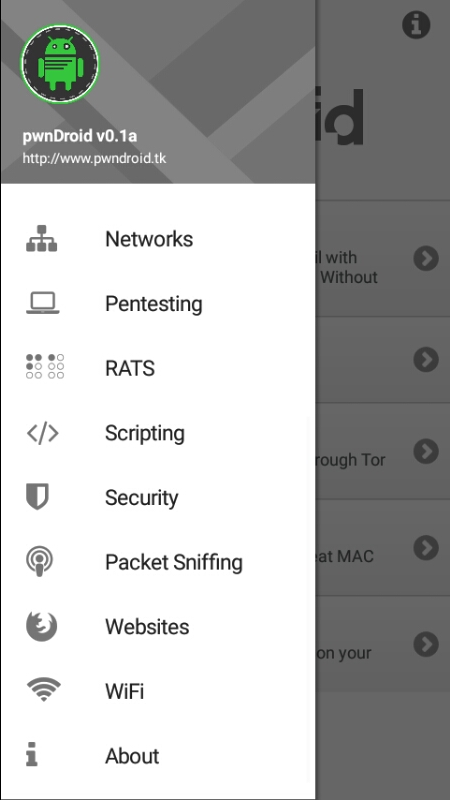 pwnDroid v0.1a
http://www.pwndroid.tk
Networks
Pentesting
RATS
Scripting
Security
Packet Sniffing
Websites
WiFi
About
id
il with
Without
rough Tor
eat MAC
on your